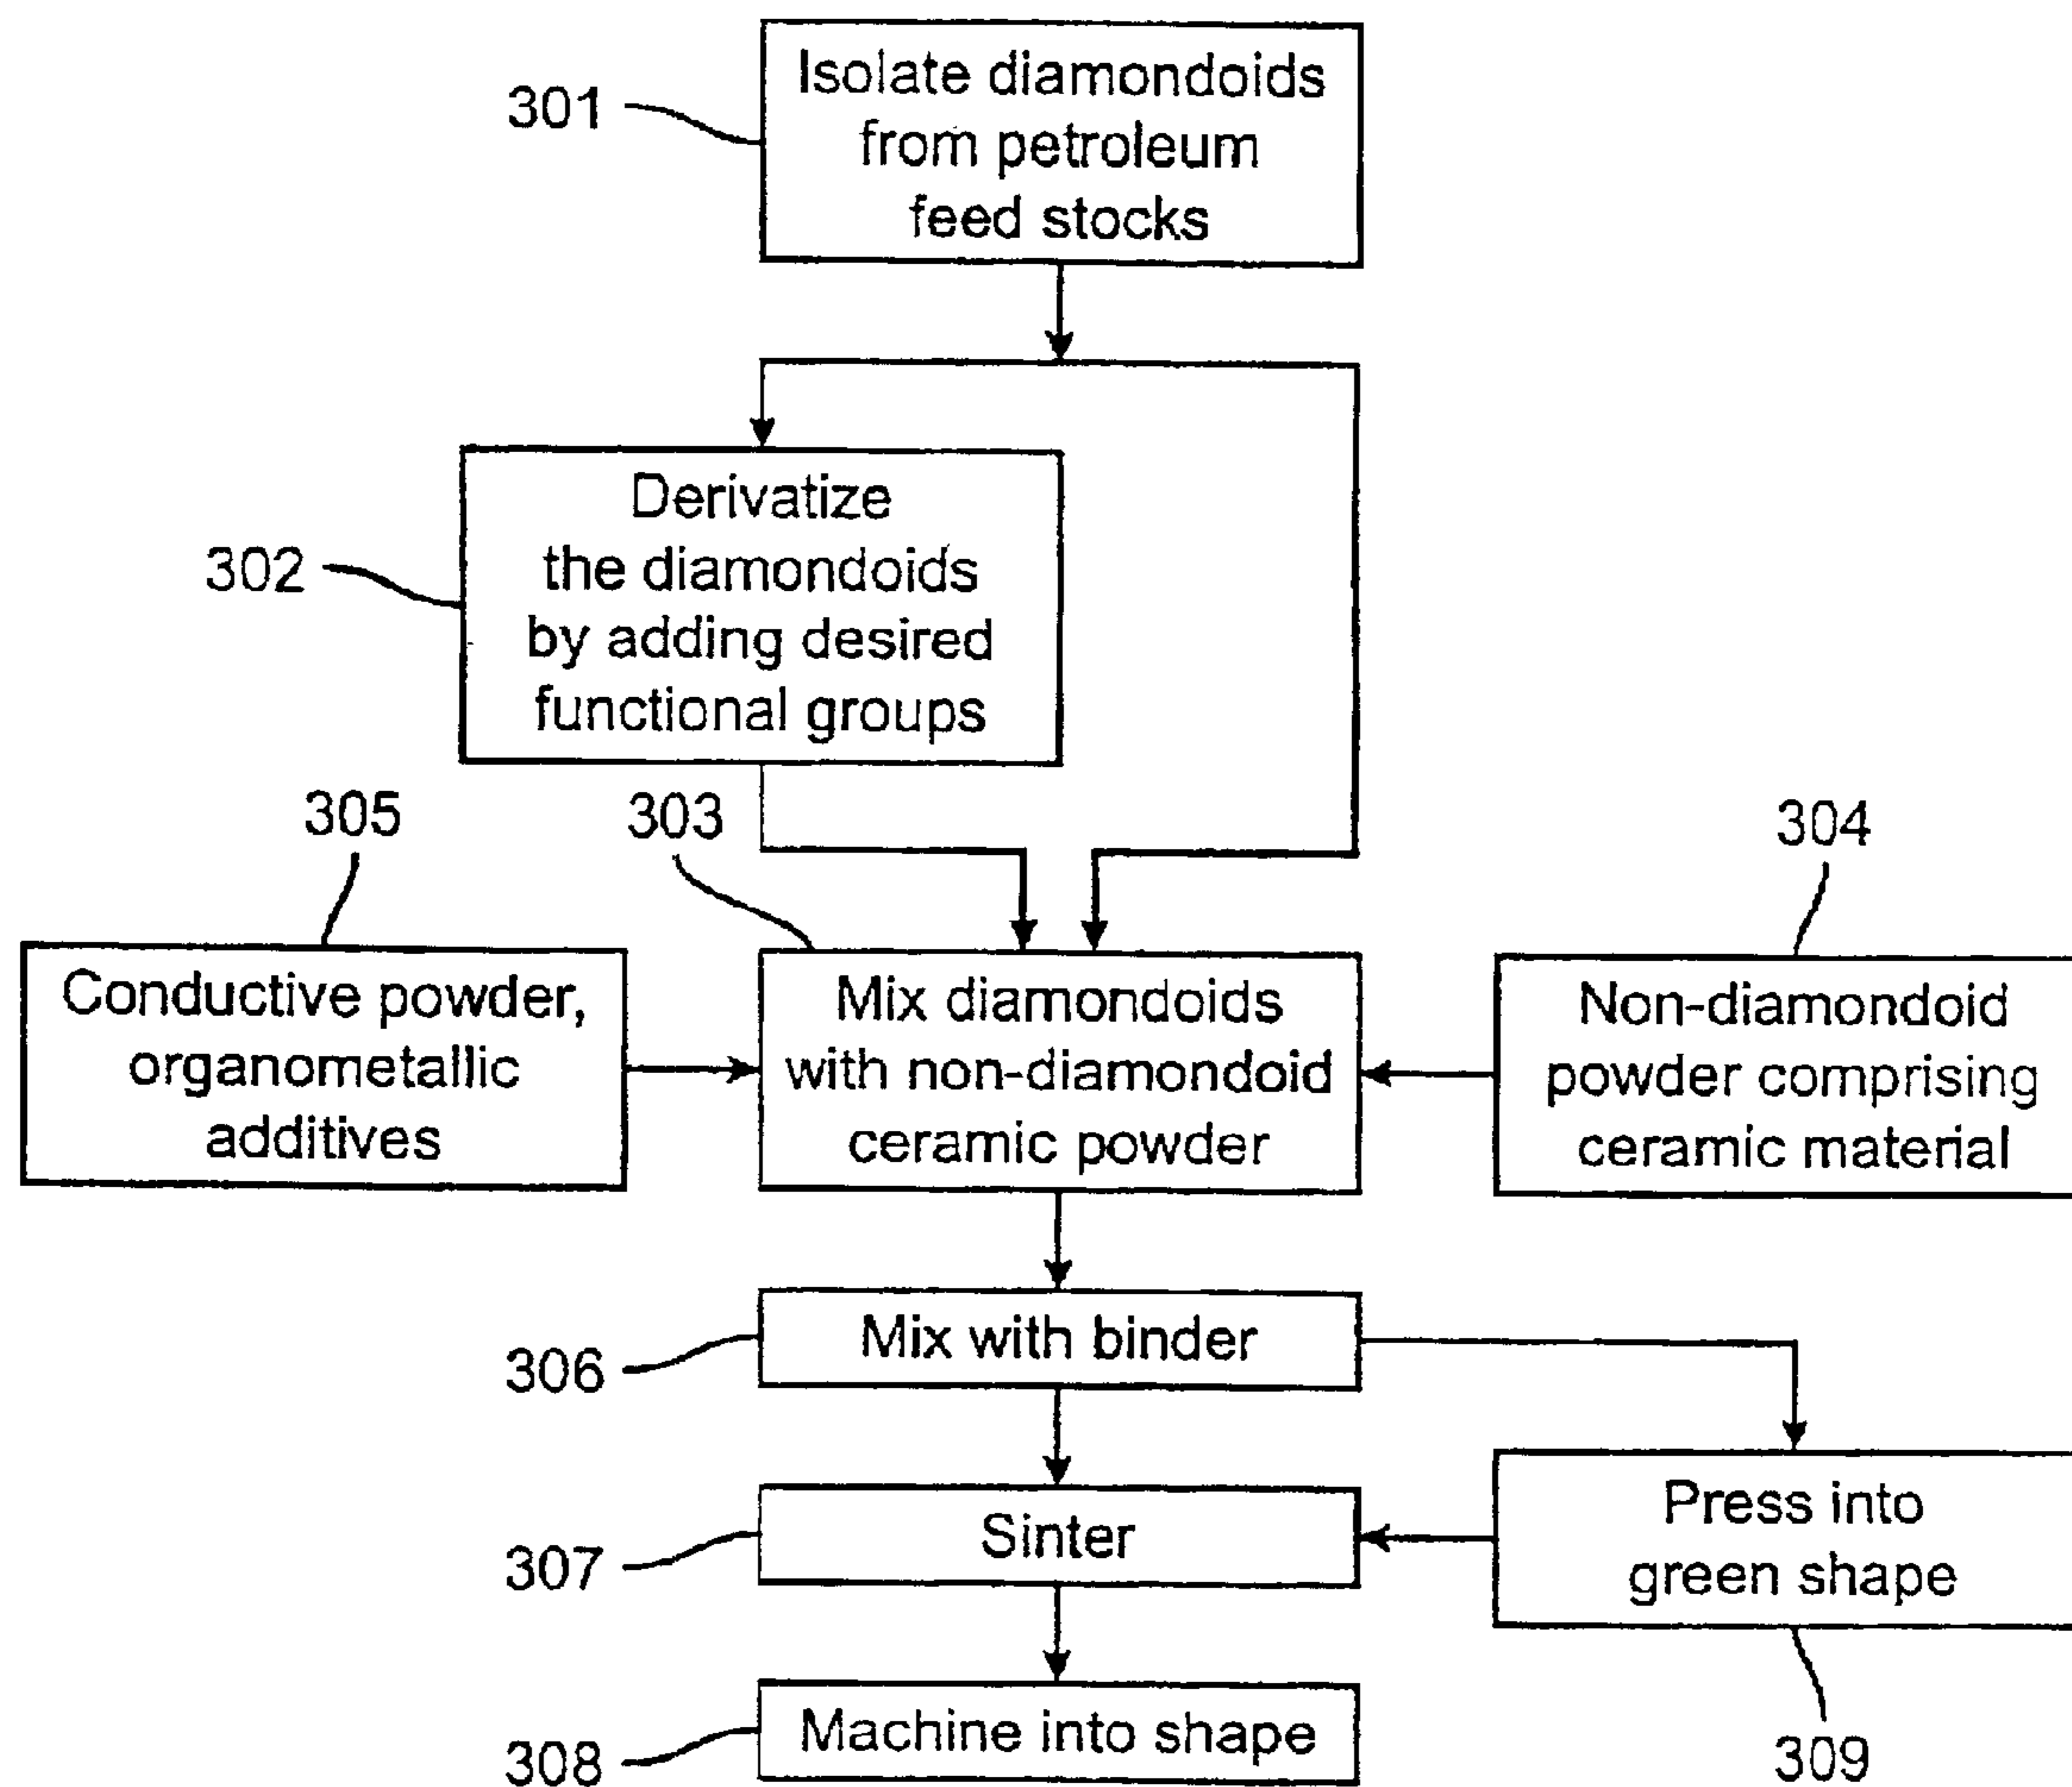 301
Isolate diamondoids
from petroleum
feed stocks
302
Derivatize
the diamondoids
by adding desired
functional groups
305
303
304
Conductive powder,
organometallic
additives
Mix diamondoids
with non-diamondoid
ceramic powder
Non-diamondoid
powder comprising
ceramic material
306
Mix with binder
307
Sinter
Press into
green shape
308
Machine into shape
309